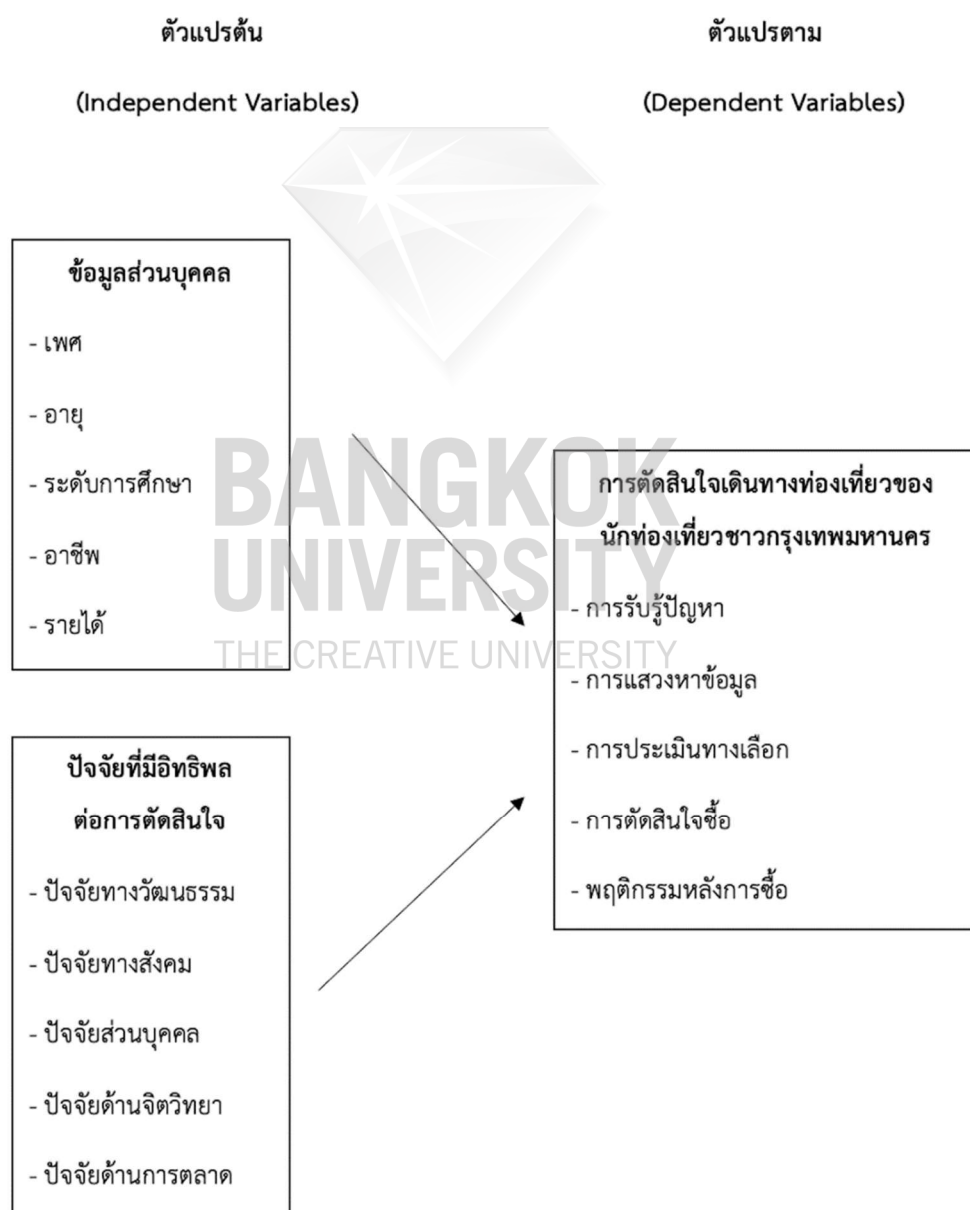 ตัวแปรต้น
(Independent Variables)
ตัวแปรตาม
(Dependent Variables)
ข้อมูลส่วนบุคคล
- เพศ
- อายุ
- ระดับการศึกษา
- อาชีพ
- รายได้
ปัจจัยที่มีอิทธิพล
ต่อการตัดสินใจ
- ปัจจัยทางวัฒนธรรม
- ปัจจัยทางสังคม
- ปัจจัยส่วนบุคคล
- ปัจจัยด้านจิตวิทยา
- ปัจจัยด้านการตลาด
การตัดสินใจเดินทางท่องเที่ยวของ
นักท่องเที่ยวชาวกรุงเทพมหานคร
- การรับรู้ปัญหา
- การแสวงหาข้อมูล
- การประเมินทางเลือก
- การตัดสินใจซื้อ
- พฤติกรรมหลังการซื้อ
BANGKOK
UNIVERSITY
THE CREATIVE UNIVERSITY